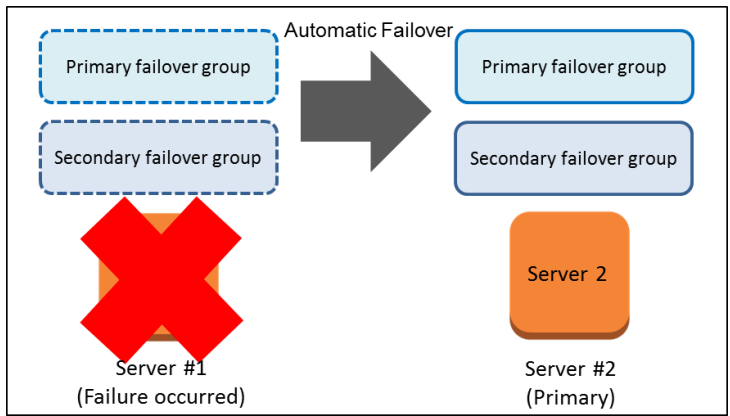 Automatic Failover
Primary failover group
Primary failover group
Secondary failover group
Secondary failover group
Server 2
Server #1
(Failure occurred)
Server #2
(Primary)